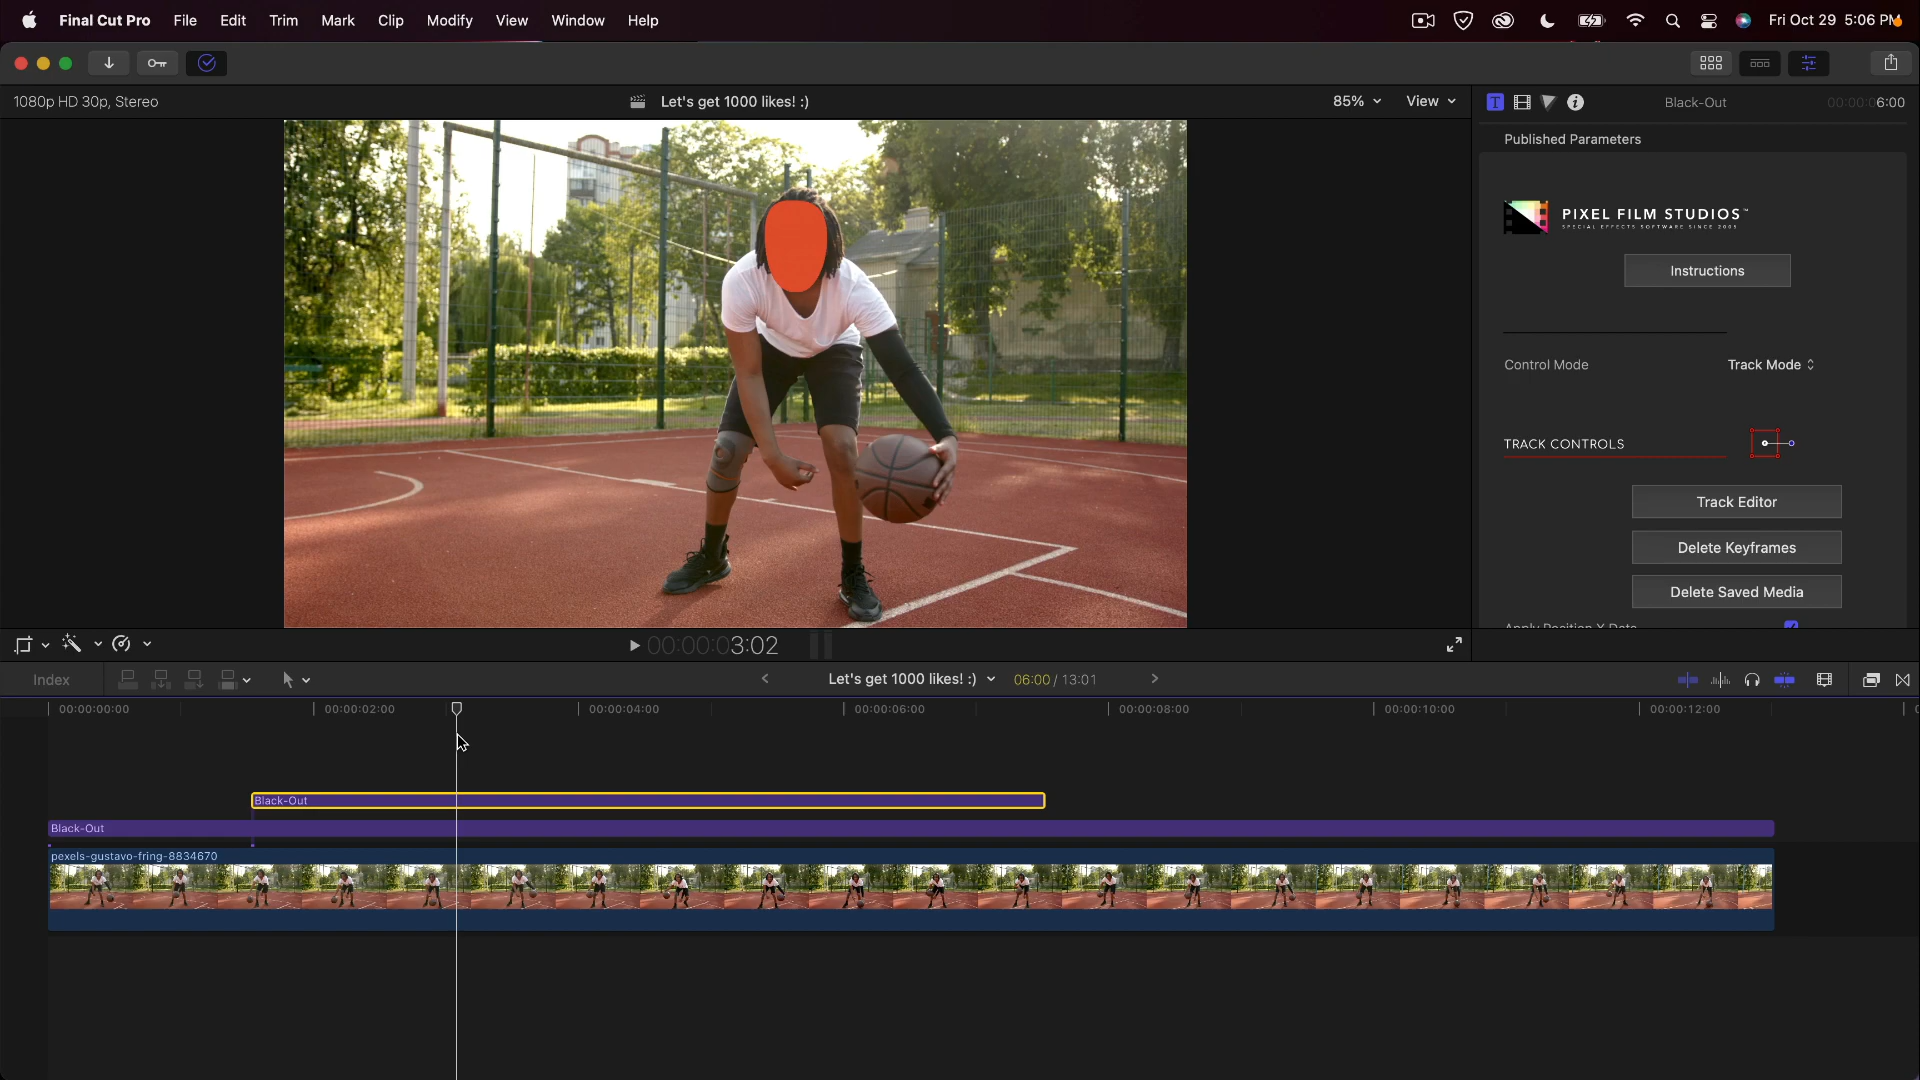 Final Cut Pro File Edit Trim Mark Clip Modify View Window Help Fri Oct 29 5:06 PM
1080p HD 30p, Stereo Let's get 1000 likes! :) 85% View T Black-Out 00:00:06:00
Published Parameters
PIXEL FILM STUDIOS™
SPECIAL EFFECTS SOFTWARE SINCE 2005
Instructions
Control Mode Track Mode
TRACK CONTROLS
Track Editor
Delete Keyframes
Delete Saved Media
Apply Position X Data
00:00:03:02
Index Let's get 1000 likes! :) 06:00 / 13:01
00:00:00:00 00:00:02:00 00:00:04:00 00:00:06:00 00:00:08:00 00:00:10:00 00:00:12:00
Black-Out
Black-Out
pexels-gustavo-fring-8834670